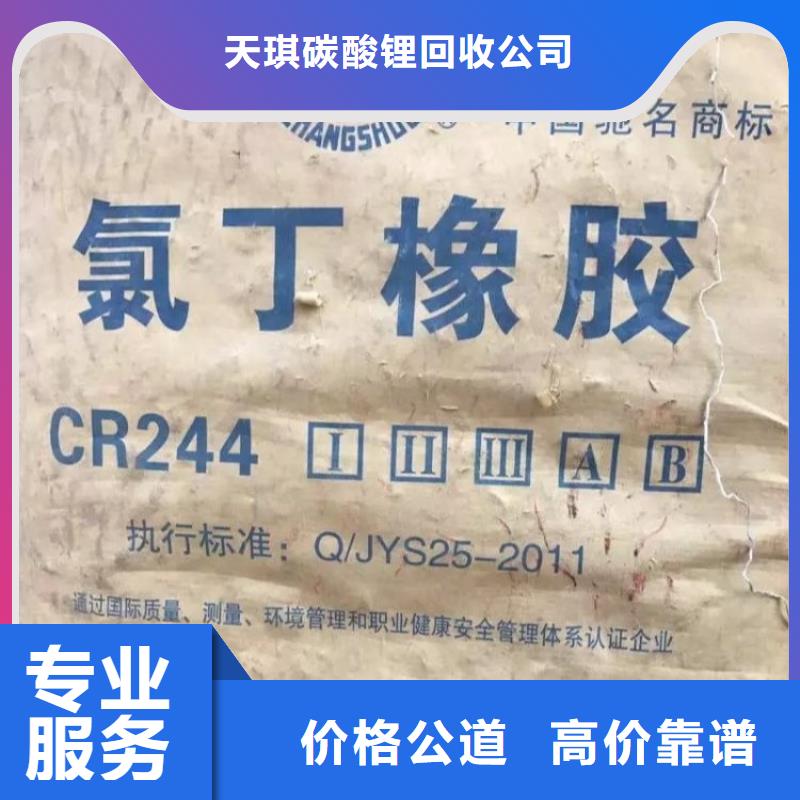 天琪碳酸锂回收公司
中国驰名商标
氯丁橡胶
CR244 I II III A B
执行标准：Q/JYS25-2011
通过国际质量、测量、环境管理和职业健康安全管理体系认证企业
专业
服务
价格公道 高价靠谱